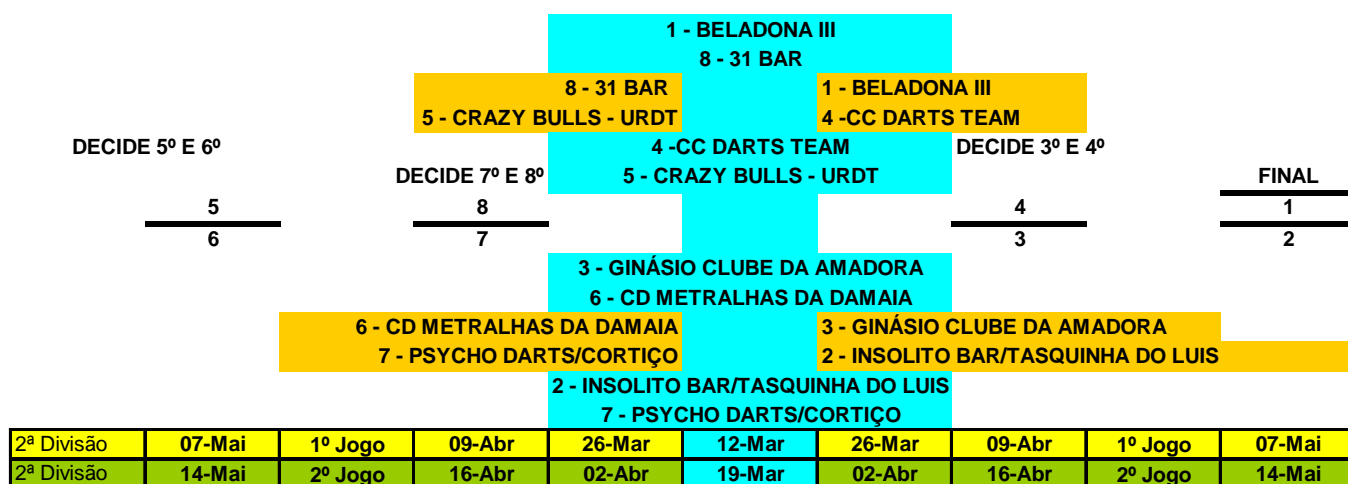 1 - BELADONA III
8 - 31 BAR
8 - 31 BAR 1 - BELADONA III
5 - CRAZY BULLS - URDT 4 -CC DARTS TEAM
DECIDE 5º E 6º 4 -CC DARTS TEAM DECIDE 3º E 4º
DECIDE 7º E 8º 5 - CRAZY BULLS - URDT FINAL
5 8 4 1
6 7 3 2
3 - GINÁSIO CLUBE DA AMADORA
6 - CD METRALHAS DA DAMAIA
6 - CD METRALHAS DA DAMAIA 3 - GINÁSIO CLUBE DA AMADORA
7 - PSYCHO DARTS/CORTIÇO 2 - INSOLITO BAR/TASQUINHA DO LUIS
2 - INSOLITO BAR/TASQUINHA DO LUIS
7 - PSYCHO DARTS/CORTIÇO
2ª Divisão 07-Mai 1º Jogo 09-Abr 26-Mar 12-Mar 26-Mar 09-Abr 1º Jogo 07-Mai
2ª Divisão 14-Mai 2º Jogo 16-Abr 02-Abr 19-Mar 02-Abr 16-Abr 2º Jogo 14-Mai